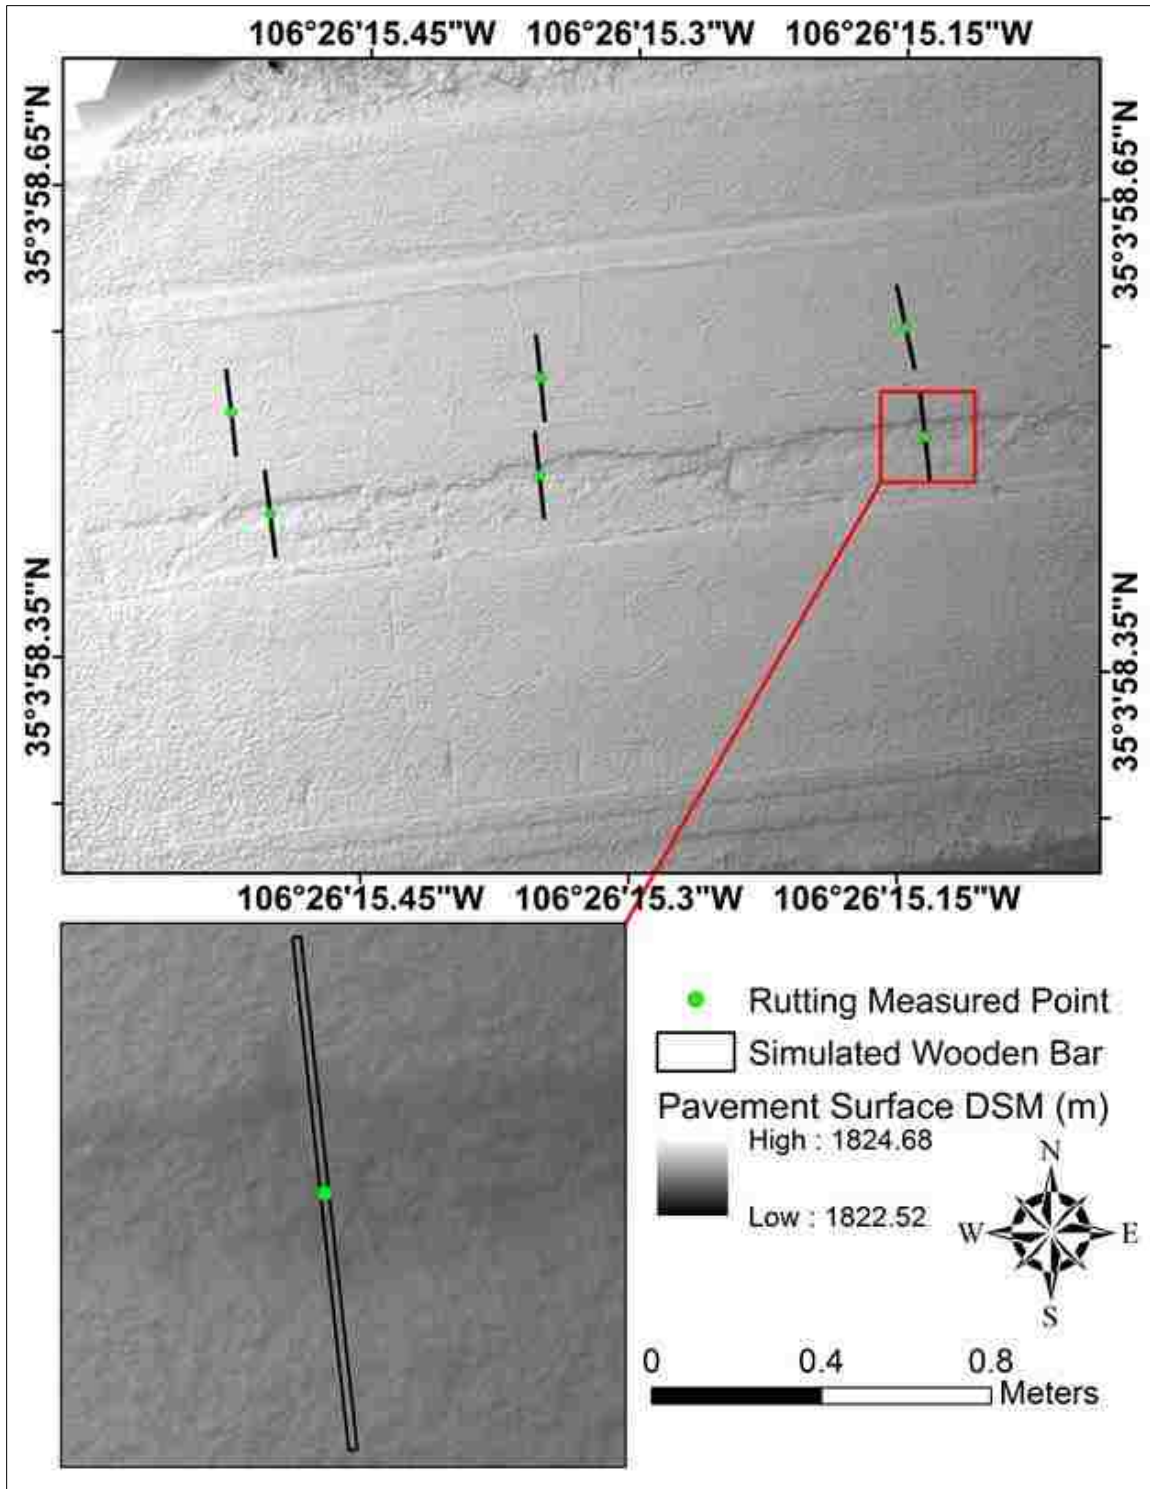 106°26'15.45"W 106°26'15.3"W 106°26'15.15"W
35°3'58.65"N
35°3'58.65"N
35°3'58.35"N
35°3'58.35"N
106°26'15.45"W 106°26'15.3"W 106°26'15.15"W
Rutting Measured Point
Simulated Wooden Bar
Pavement Surface DSM (m)
High : 1824.68
Low : 1822.52
N
W E
S
0 0.4 0.8
Meters